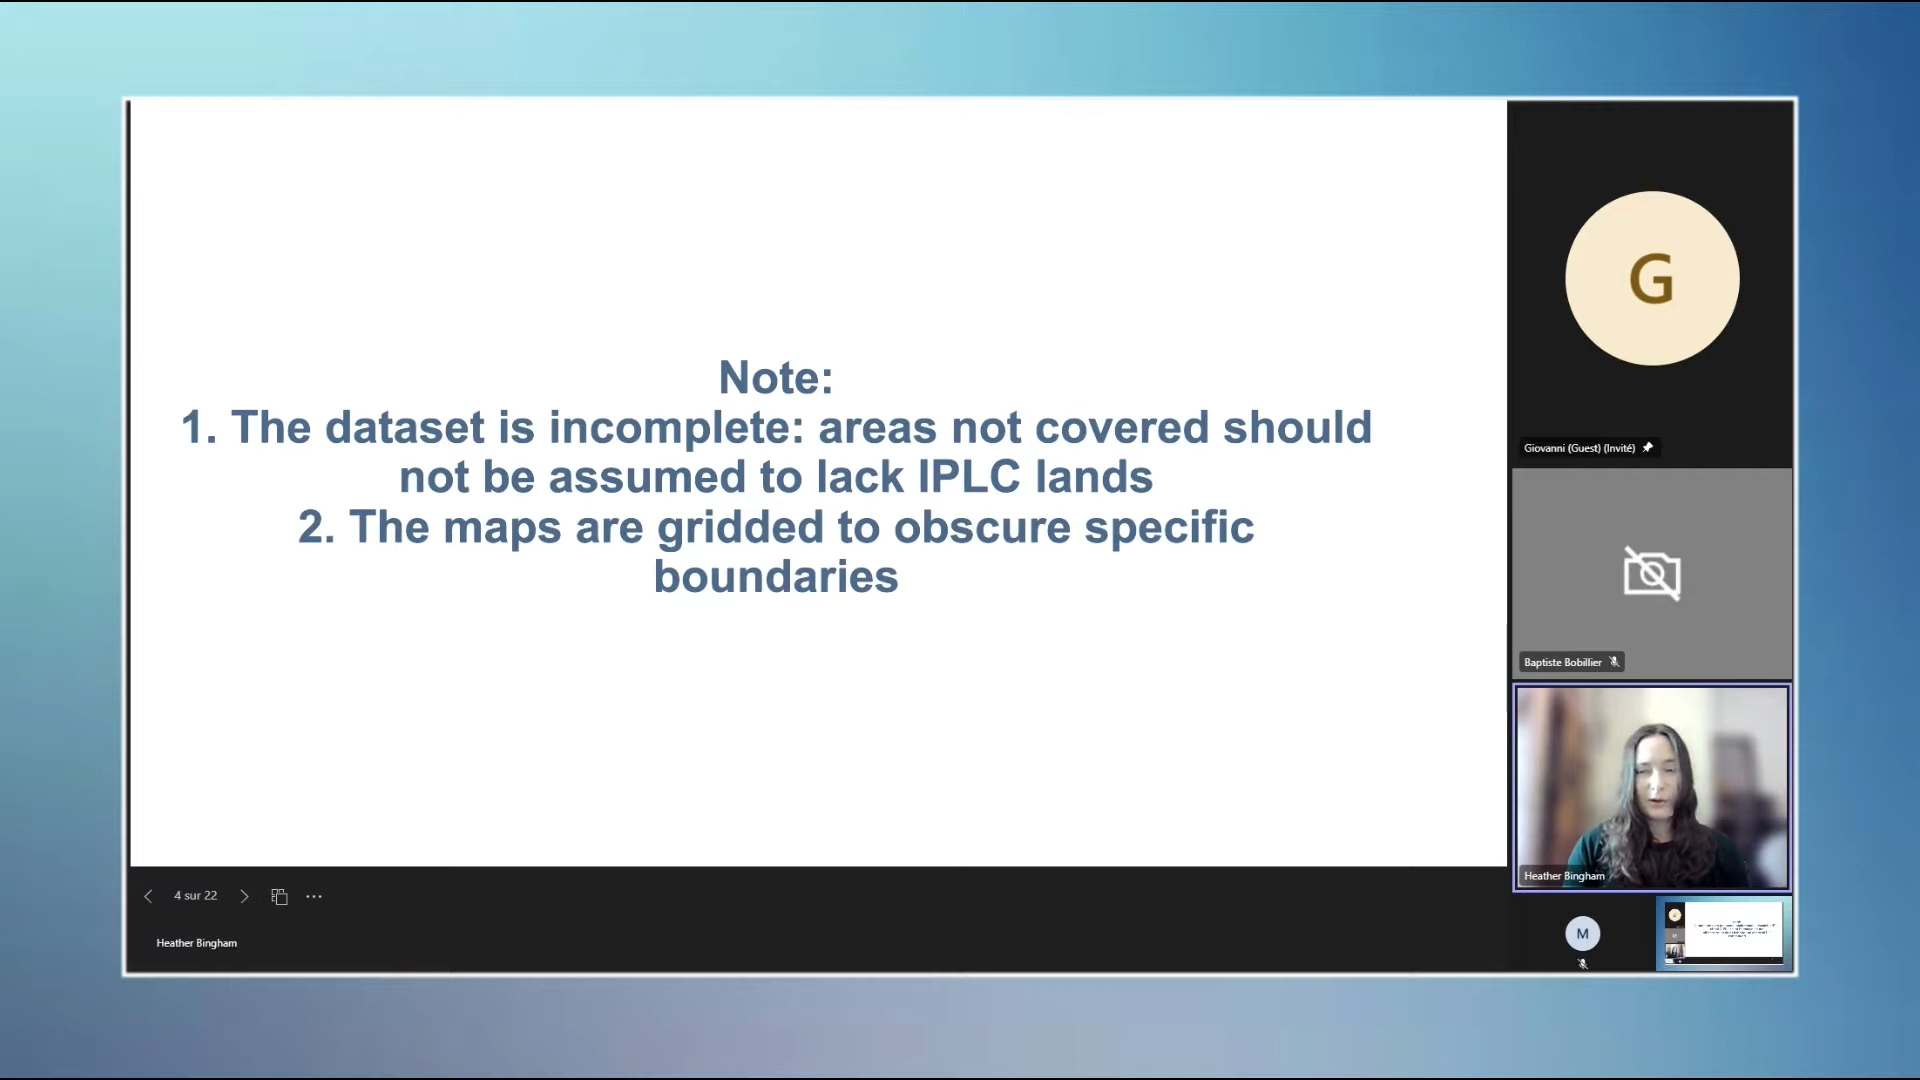 Note:
1. The dataset is incomplete: areas not covered should
not be assumed to lack IPLC lands
2. The maps are gridded to obscure specific
boundaries
G
Giovanni (Guest) (Invité)
Baptiste Bobillier
Heather Bingham
4 sur 22
Heather Bingham
M